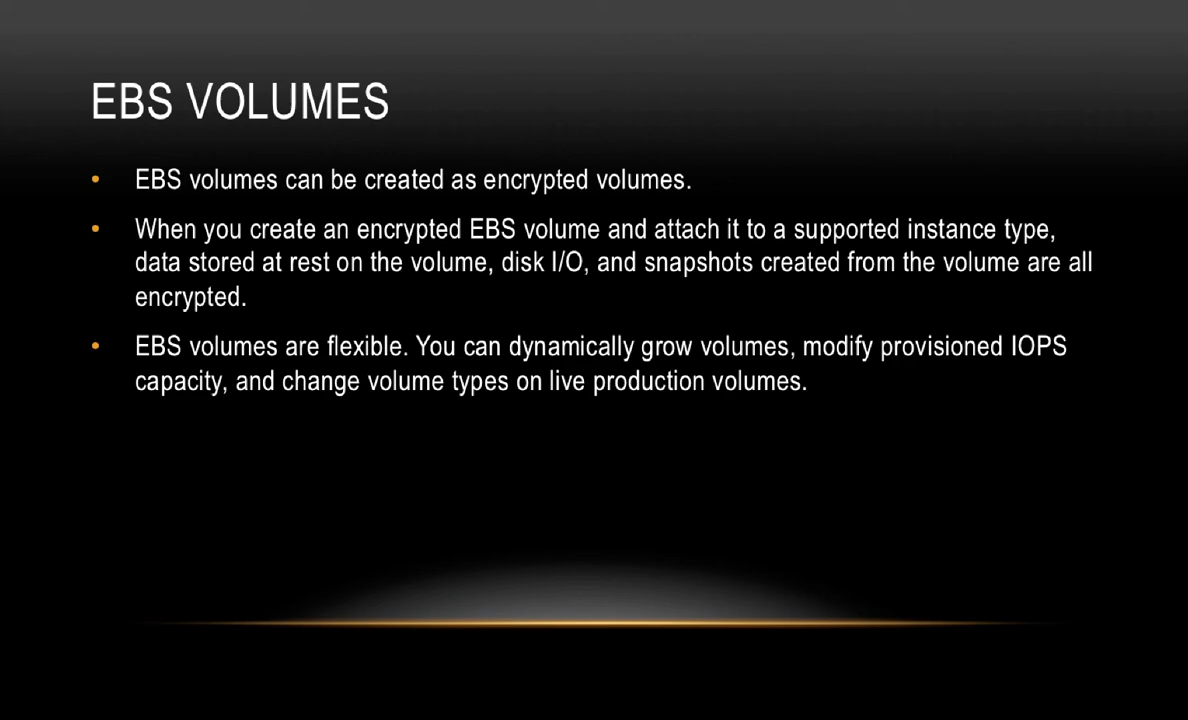 EBS VOLUMES
• EBS volumes can be created as encrypted volumes.
• When you create an encrypted EBS volume and attach it to a supported instance type,
data stored at rest on the volume, disk I/O, and snapshots created from the volume are all
encrypted.
• EBS volumes are flexible. You can dynamically grow volumes, modify provisioned IOPS
capacity, and change volume types on live production volumes.